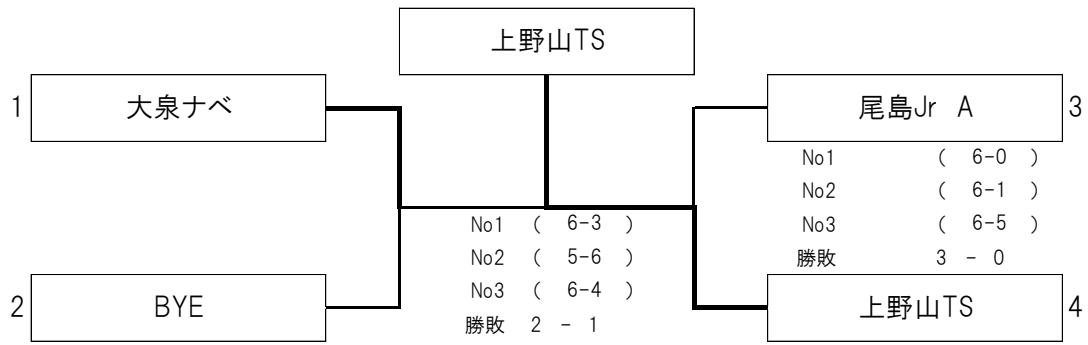 上野山TS
1 大泉ナベ
尾島Jr A 3
No1 ( 6-0 )
No2 ( 6-1 )
No3 ( 6-5 )
勝敗 3 - 0
No1 ( 6-3 )
No2 ( 5-6 )
No3 ( 6-4 )
勝敗 2 - 1
2 BYE
上野山TS 4